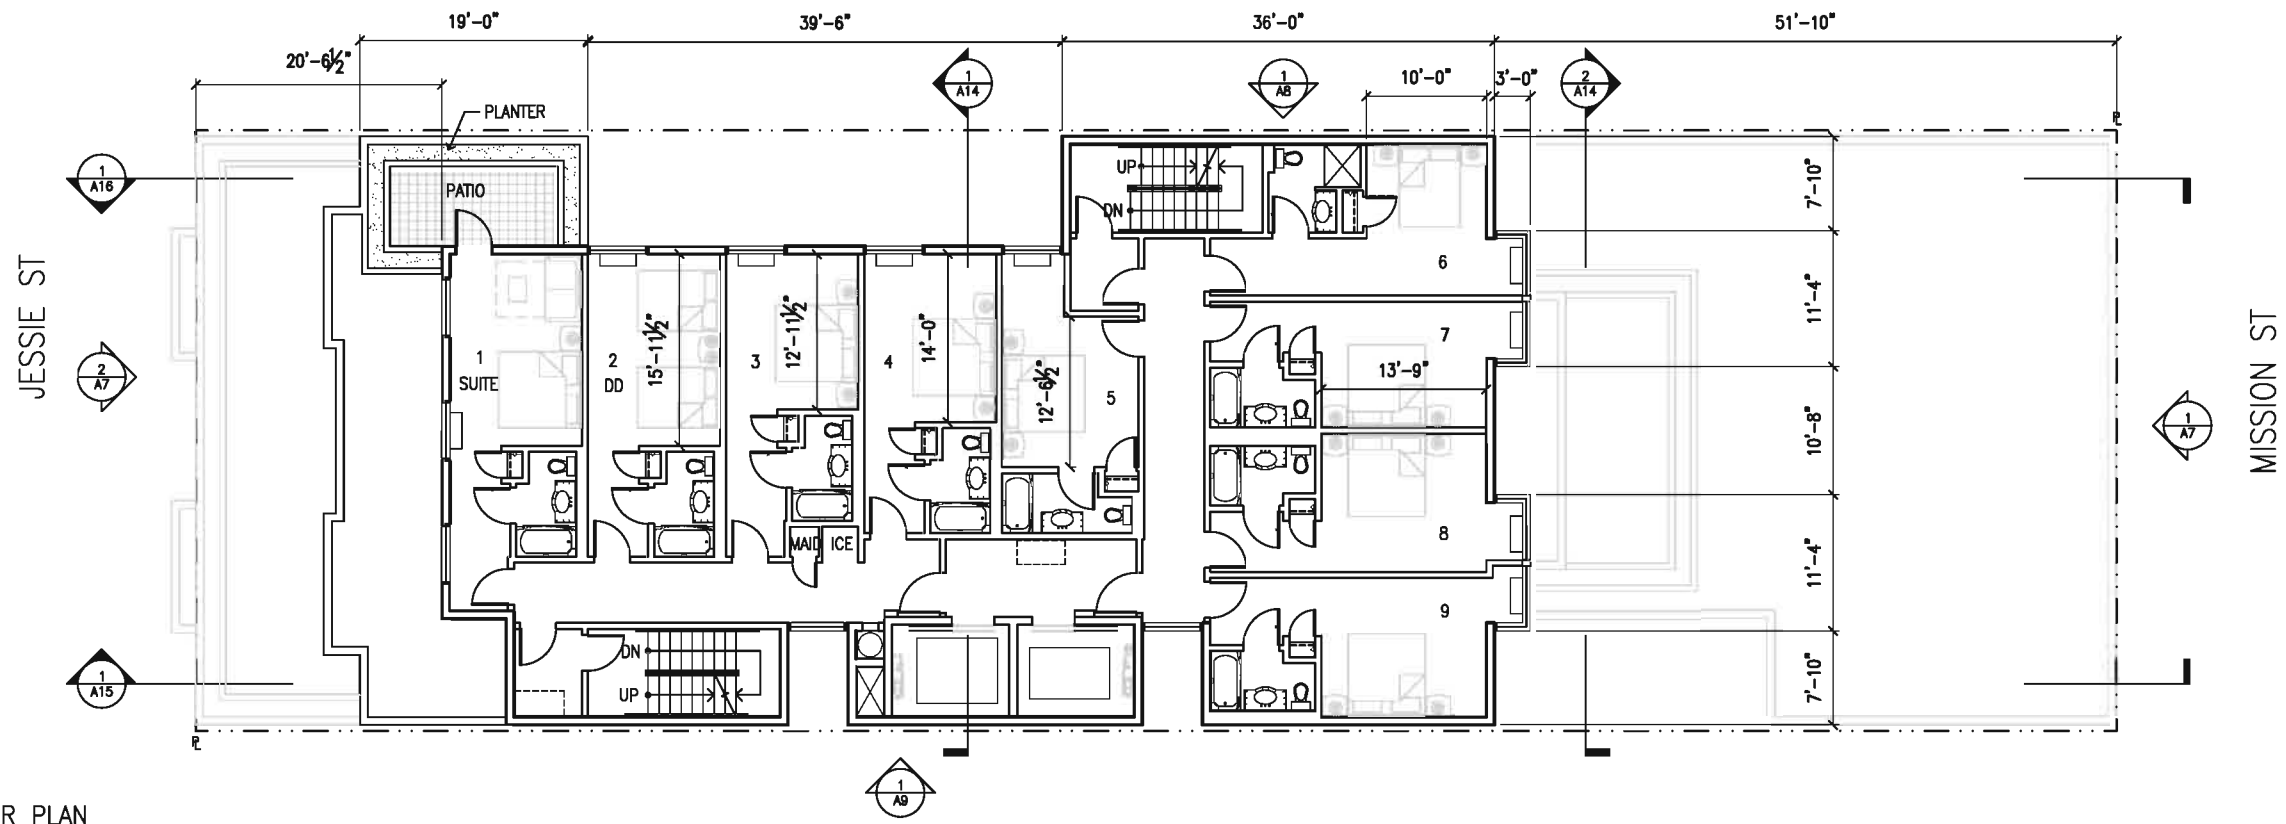 19'-0"
39'-6"
36'-0"
51'-10"
20'-6½"
10'-0"
3'-0"
1
A14
1
A8
2
A14
PLANTER
PL
1
A16
PATIO
UP
DN
7'-10"
6
11'-4"
JESSIE ST
MISSION ST
2
A7
1
SUITE
2
DD
15'-11½"
3
12'-11½"
4
14'-0"
12'-6½"
5
7
13'-9"
10'-8"
1
A7
8
MAID
ICE
11'-4"
9
DN
UP
7'-10"
1
A15
PL
1
A9
R PLAN